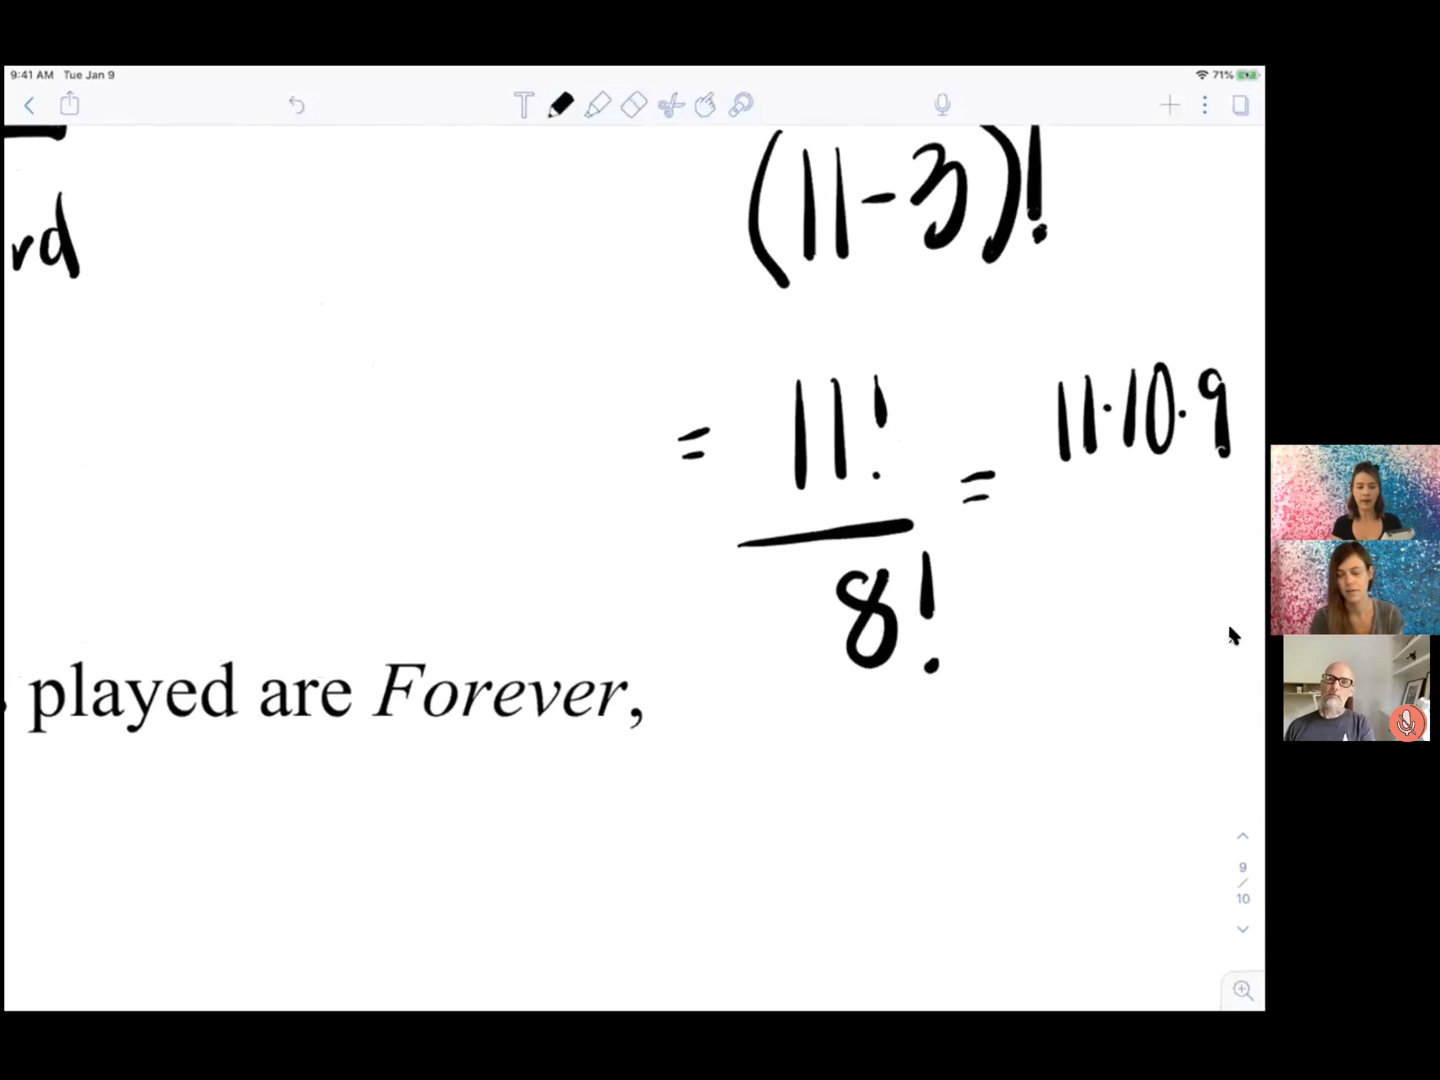 9:41 AM Tue Jan 9
71%
T
(11-3)!
rd
= 11! = 11·10·9
8!
played are Forever,
9
/
10